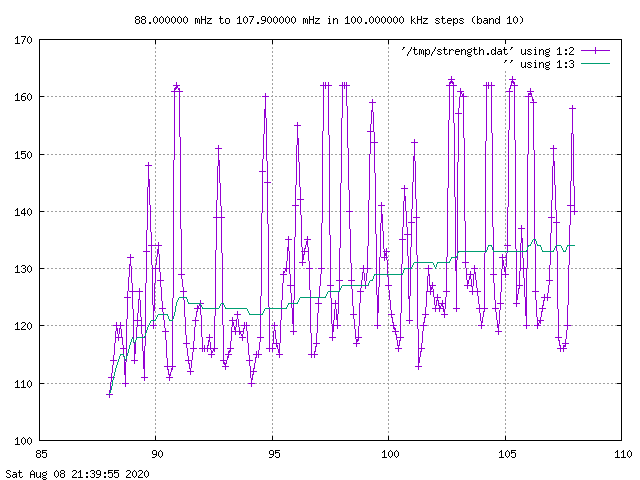 88.000000 mHz to 107.900000 mHz in 100.000000 kHz steps (band 10)
170
'/tmp/strength.dat' using 1:2
'' using 1:3
160
150
140
130
120
110
100
85 90 95 100 105 110
Sat Aug 08 21:39:55 2020